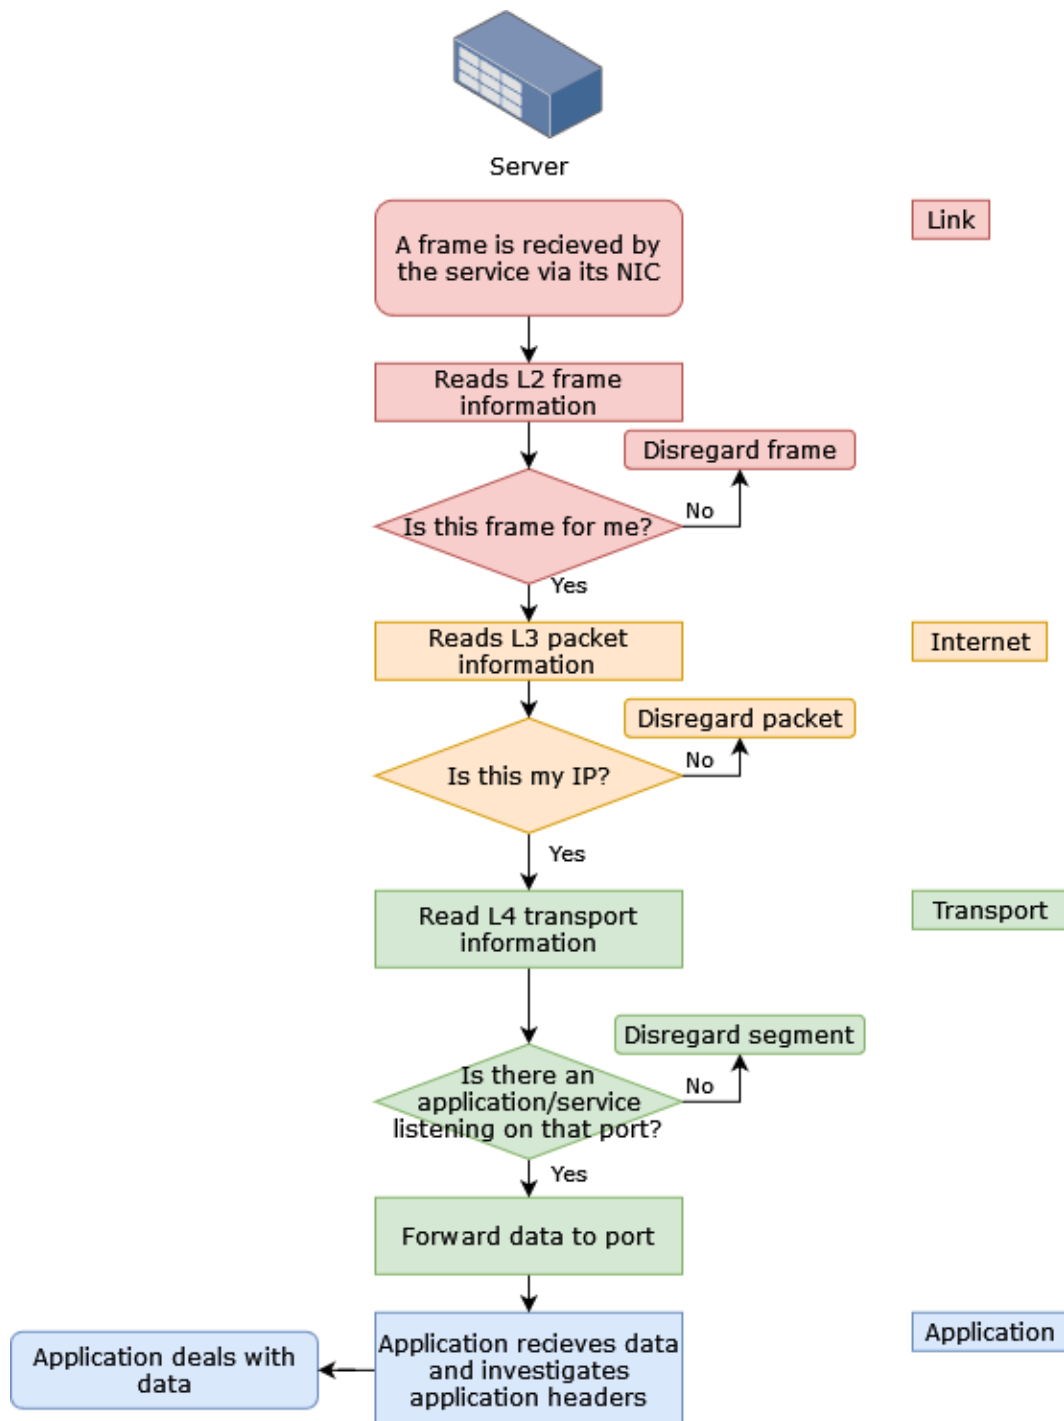 Server
A frame is recieved by
the service via its NIC
Link
Reads L2 frame
information
Disregard frame
Is this frame for me?
No
Yes
Reads L3 packet
information
Internet
Disregard packet
Is this my IP?
No
Yes
Read L4 transport
information
Transport
Disregard segment
Is there an
application/service
listening on that port?
No
Yes
Forward data to port
Application recieves data
and investigates
application headers
Application
Application deals with
data